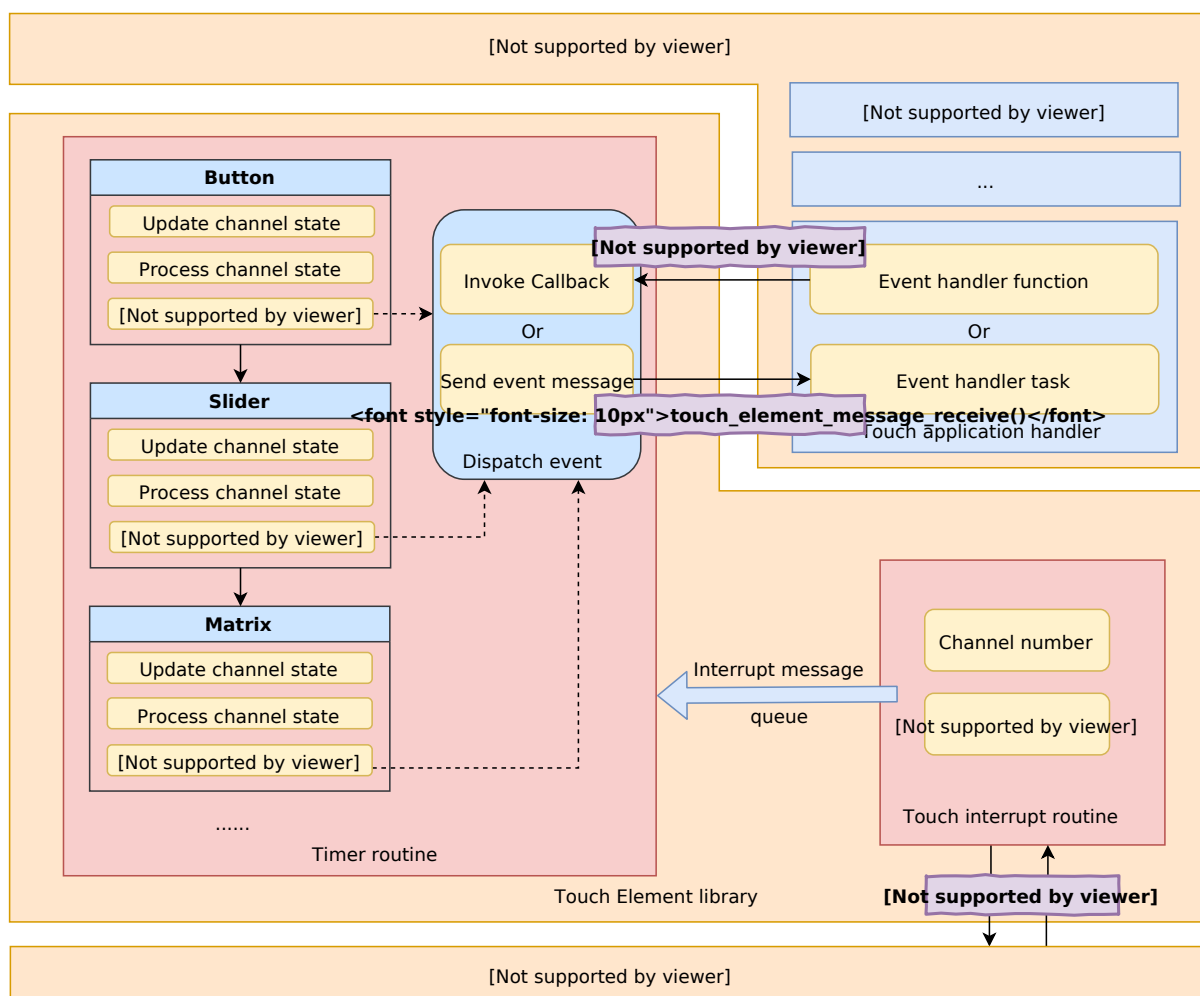 [Not supported by viewer]
[Not supported by viewer]
...
Button
Update channel state
Process channel state
[Not supported by viewer]
Slider
Update channel state
Process channel state
[Not supported by viewer]
Matrix
Update channel state
Process channel state
[Not supported by viewer]
......
Timer routine
Invoke Callback
Or
Send event message
Dispatch event
[Not supported by viewer]
<font style="font-size: 10px">touch_element_message_receive()</font>
Event handler function
Or
Event handler task
Touch application handler
Interrupt message
queue
Channel number
[Not supported by viewer]
Touch interrupt routine
[Not supported by viewer]
Touch Element library
[Not supported by viewer]